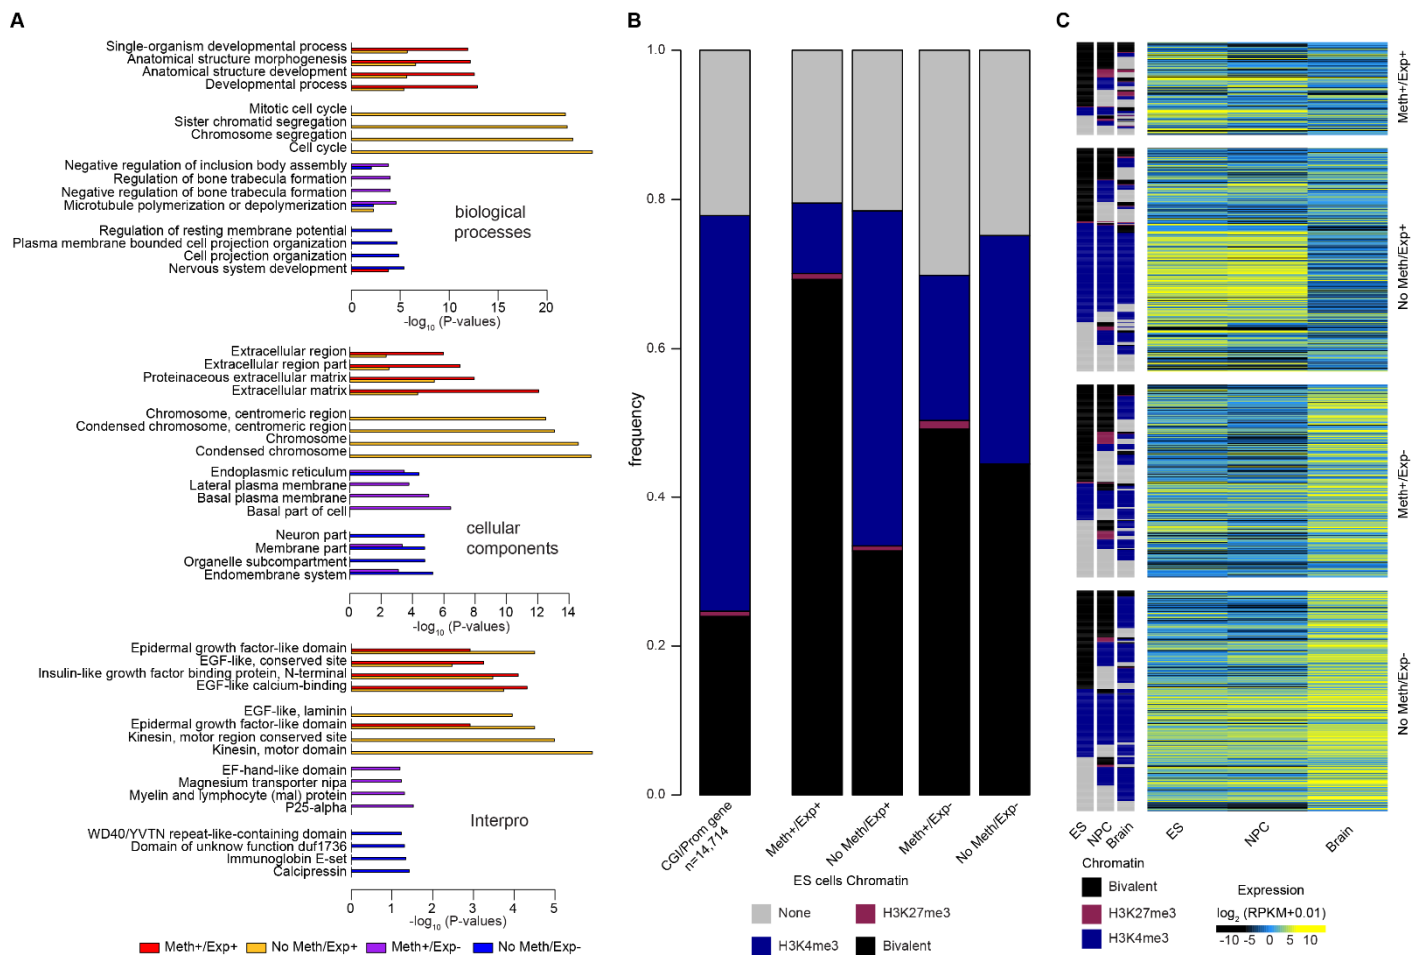 A
Single-organism developmental process
Anatomical structure morphogenesis
Anatomical structure development
Developmental process
Mitotic cell cycle
Sister chromatid segregation
Chromosome segregation
Cell cycle
Negative regulation of inclusion body assembly
Regulation of bone trabecula formation
Negative regulation of bone trabecula formation
Microtubule polymerization or depolymerization
biological
processes
Regulation of resting membrane potential
Plasma membrane bounded cell projection organization
Cell projection organization
Nervous system development
0 5 10 15 20
-log10 (P-values)
Extracellular region
Extracellular region part
Proteinaceous extracellular matrix
Extracellular matrix
Chromosome, centromeric region
Condensed chromosome, centromeric region
Chromosome
Condensed chromosome
Endoplasmic reticulum
Lateral plasma membrane
Basal plasma membrane
Basal part of cell
cellular
components
Neuron part
Membrane part
Organelle subcompartment
Endomembrane system
0 2 4 6 8 10 12 14
-log10 (P-values)
Epidermal growth factor-like domain
EGF-like, conserved site
Insulin-like growth factor binding protein, N-terminal
EGF-like calcium-binding
EGF-like, laminin
Epidermal growth factor-like domain
Kinesin, motor region conserved site
Kinesin, motor domain
EF-hand-like domain
Magnesium transporter nipa
Myelin and lymphocyte (mal) protein
P25-alpha
Interpro
WD40/YVTN repeat-like-containing domain
Domain of unknow function duf1736
Immunoglobin E-set
Calcipressin
0 1 2 3 4 5
-log10 (P-values)
Meth+/Exp+ No Meth/Exp+ Meth+/Exp- No Meth/Exp-
B
1.0
0.8
0.6
0.4
0.2
0.0
frequency
CGI/Prom gene
n=14,714
Meth+/Exp+
No Meth/Exp+
Meth+/Exp-
No Meth/Exp-
ES cells Chromatin
None H3K27me3
H3K4me3 Bivalent
C
Meth+/Exp+
No Meth/Exp+
Meth+/Exp-
No Meth/Exp-
ES NPC Brain ES NPC Brain
Chromatin
Bivalent
H3K27me3
H3K4me3
Expression
log2 (RPKM+0.01)
-10 -5 0 5 10